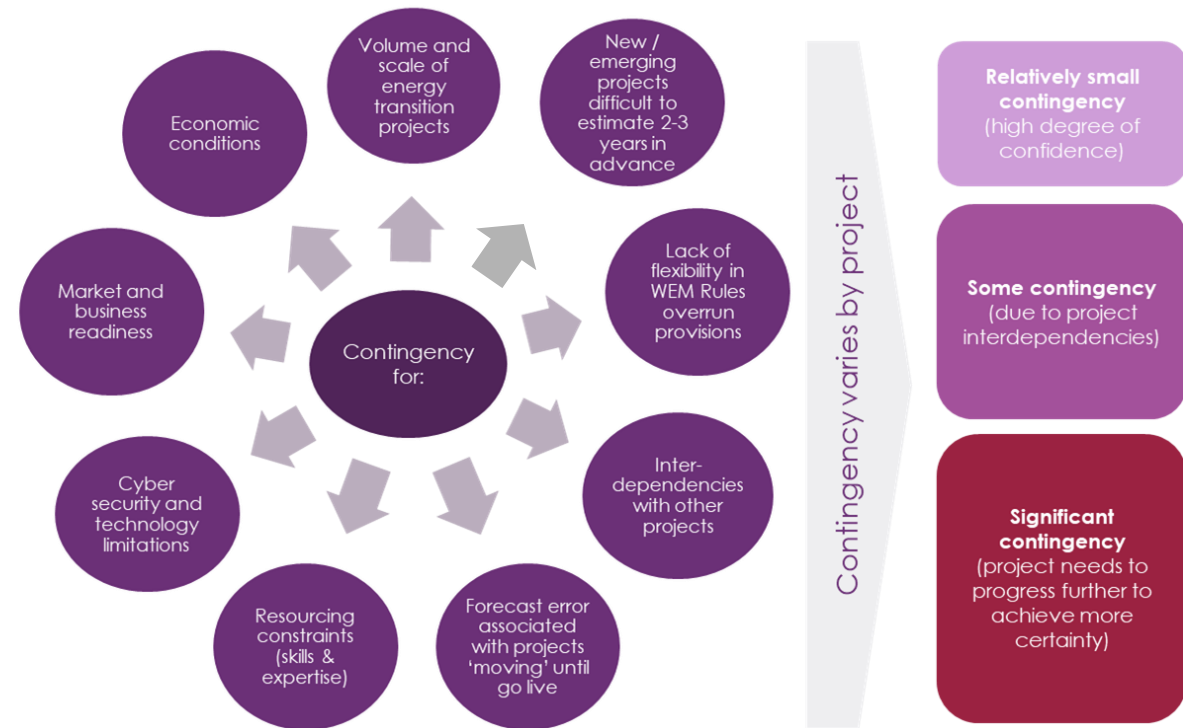 Volume and
scale of
energy
transition
projects
New /
emerging
projects
difficult to
estimate 2-3
years in
advance
Lack of
flexibility in
WEM Rules
overrun
provisions
Inter-
dependencies
with other
projects
Forecast error
associated
with projects
‘moving’ until
go live
Resourcing
constraints
(skills &
expertise)
Cyber
security and
technology
limitations
Market and
business
readiness
Economic
conditions
Contingency
for:
Contingency varies by project
Relatively small
contingency
(high degree of
confidence)
Some contingency
(due to project
interdependencies)
Significant
contingency
(project needs to
progress further to
achieve more
certainty)